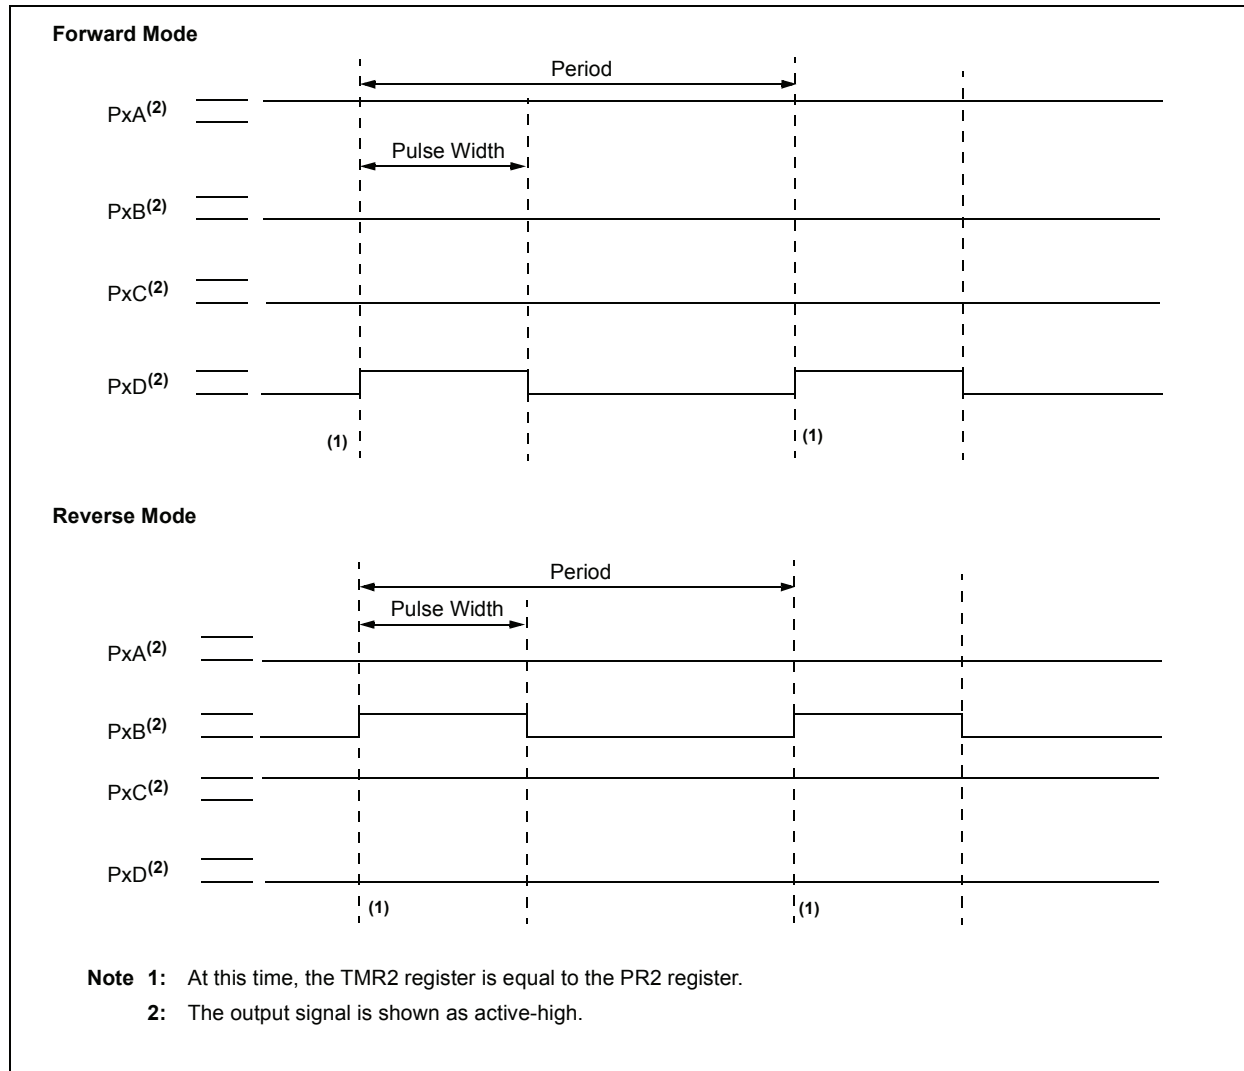 Forward Mode
Period
PxA(2)
Pulse Width
PxB(2)
PxC(2)
PxD(2)
(1) (1)
Reverse Mode
Period
Pulse Width
PxA(2)
PxB(2)
PxC(2)
PxD(2)
(1) (1)
Note 1: At this time, the TMR2 register is equal to the PR2 register.
2: The output signal is shown as active-high.